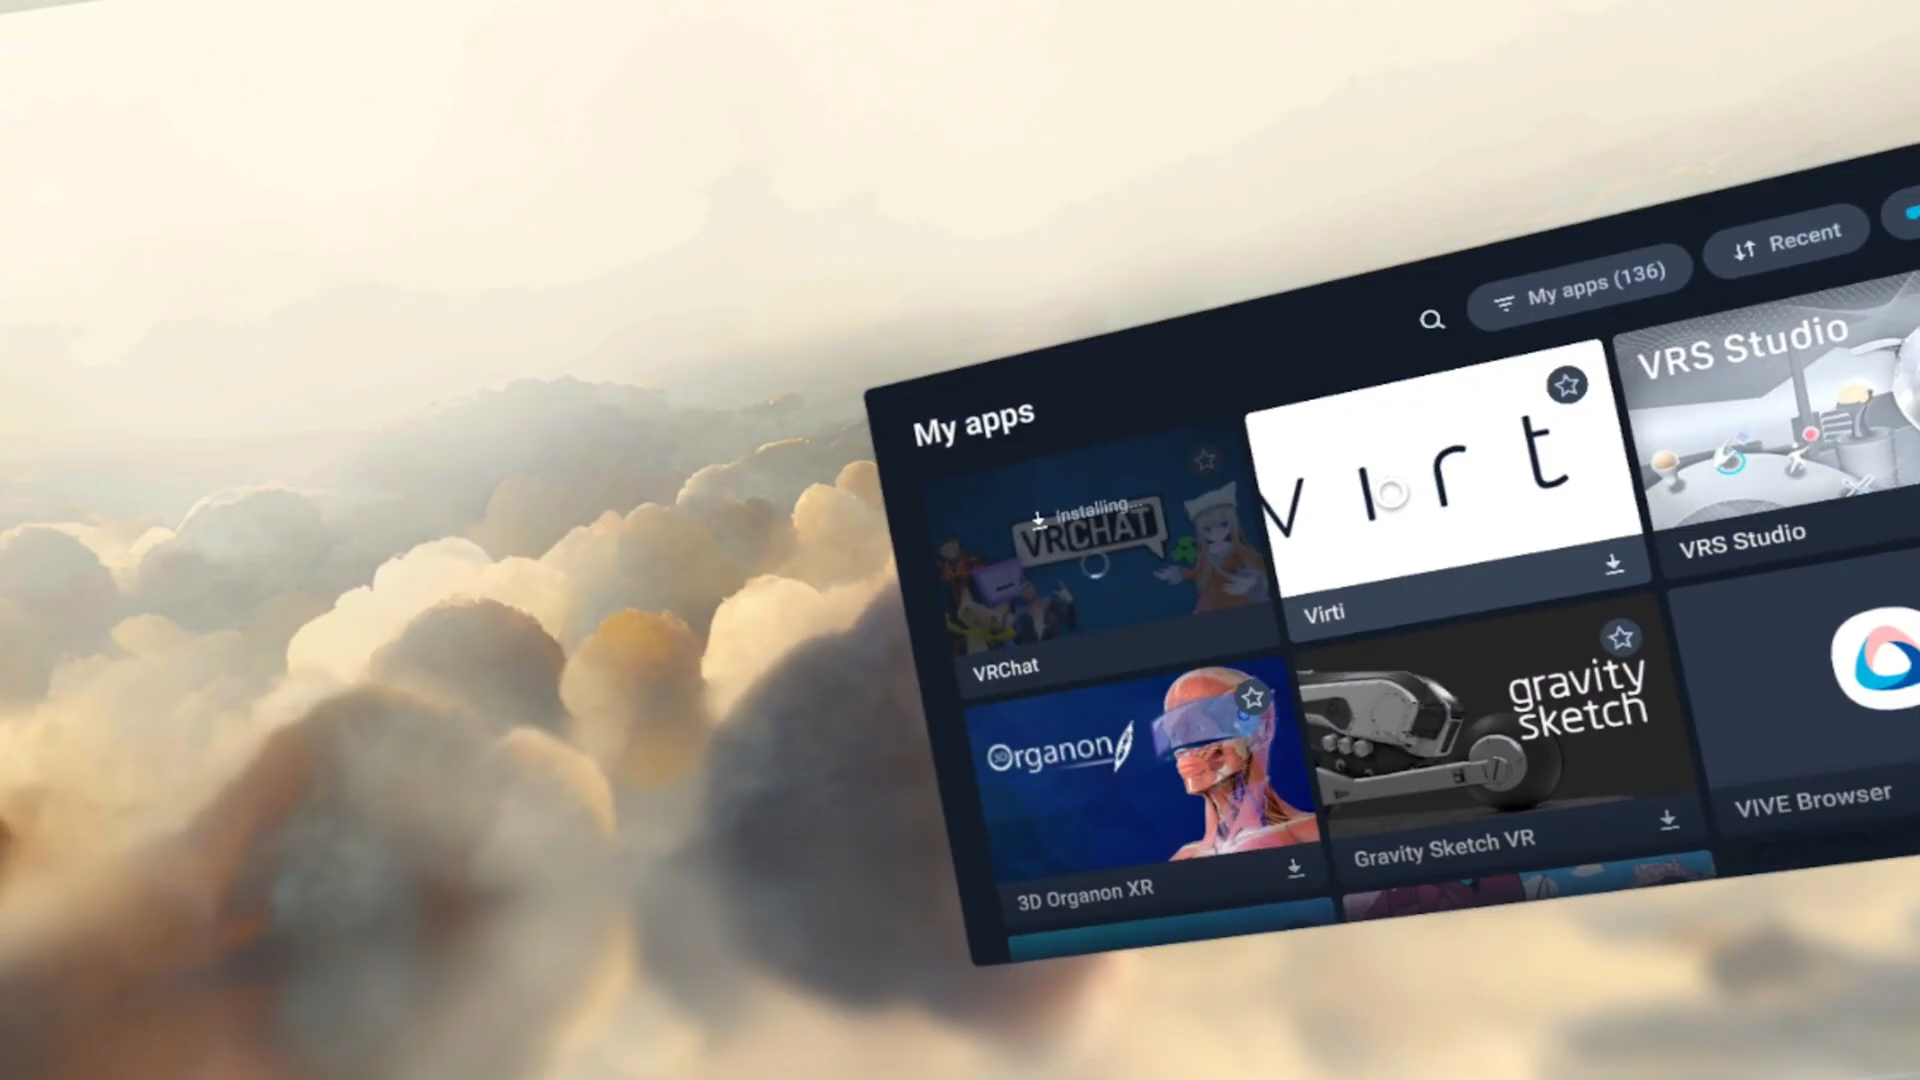 My apps (136)
Recent
My apps
Installing...
VRCHAT
VRChat
Virt
Virti
VRS Studio
VRS Studio
3D Organon
3D Organon XR
gravity
sketch
Gravity Sketch VR
VIVE Browser